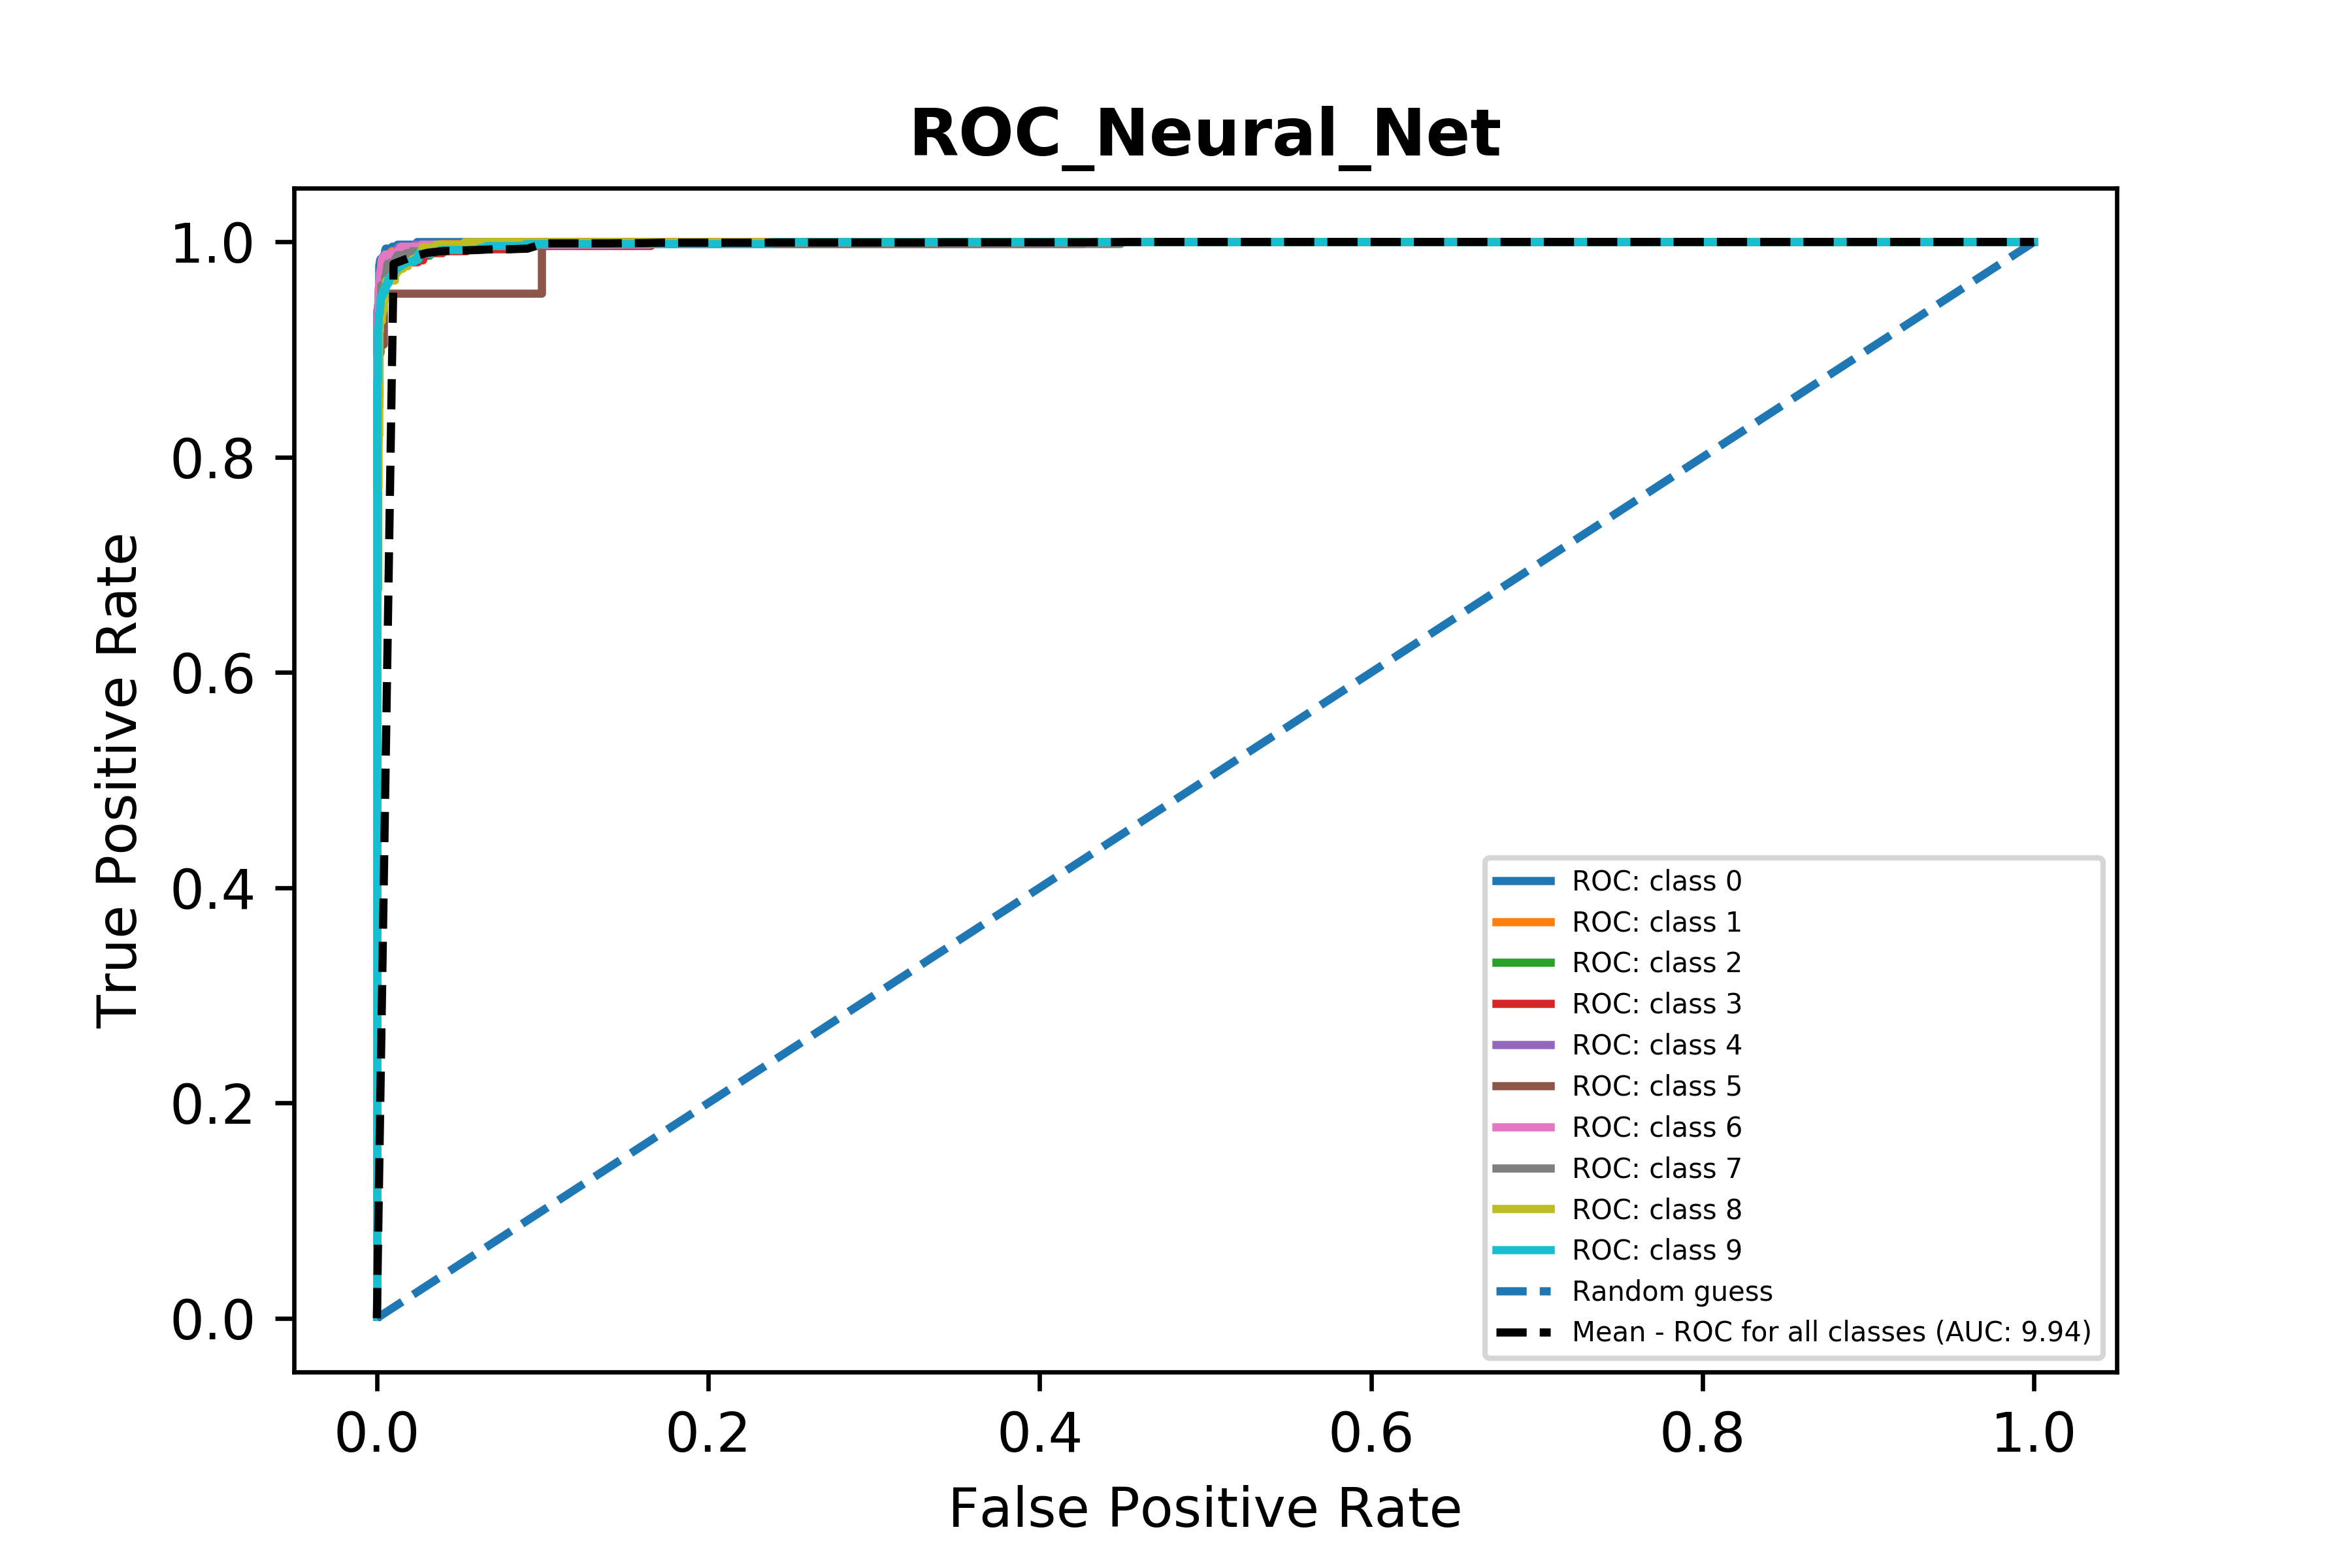 ROC_Neural_Net
True Positive Rate
1.0
0.8
0.6
0.4
0.2
0.0
ROC: class 0
ROC: class 1
ROC: class 2
ROC: class 3
ROC: class 4
ROC: class 5
ROC: class 6
ROC: class 7
ROC: class 8
ROC: class 9
Random guess
Mean - ROC for all classes (AUC: 9.94)
0.0 0.2 0.4 0.6 0.8 1.0
False Positive Rate